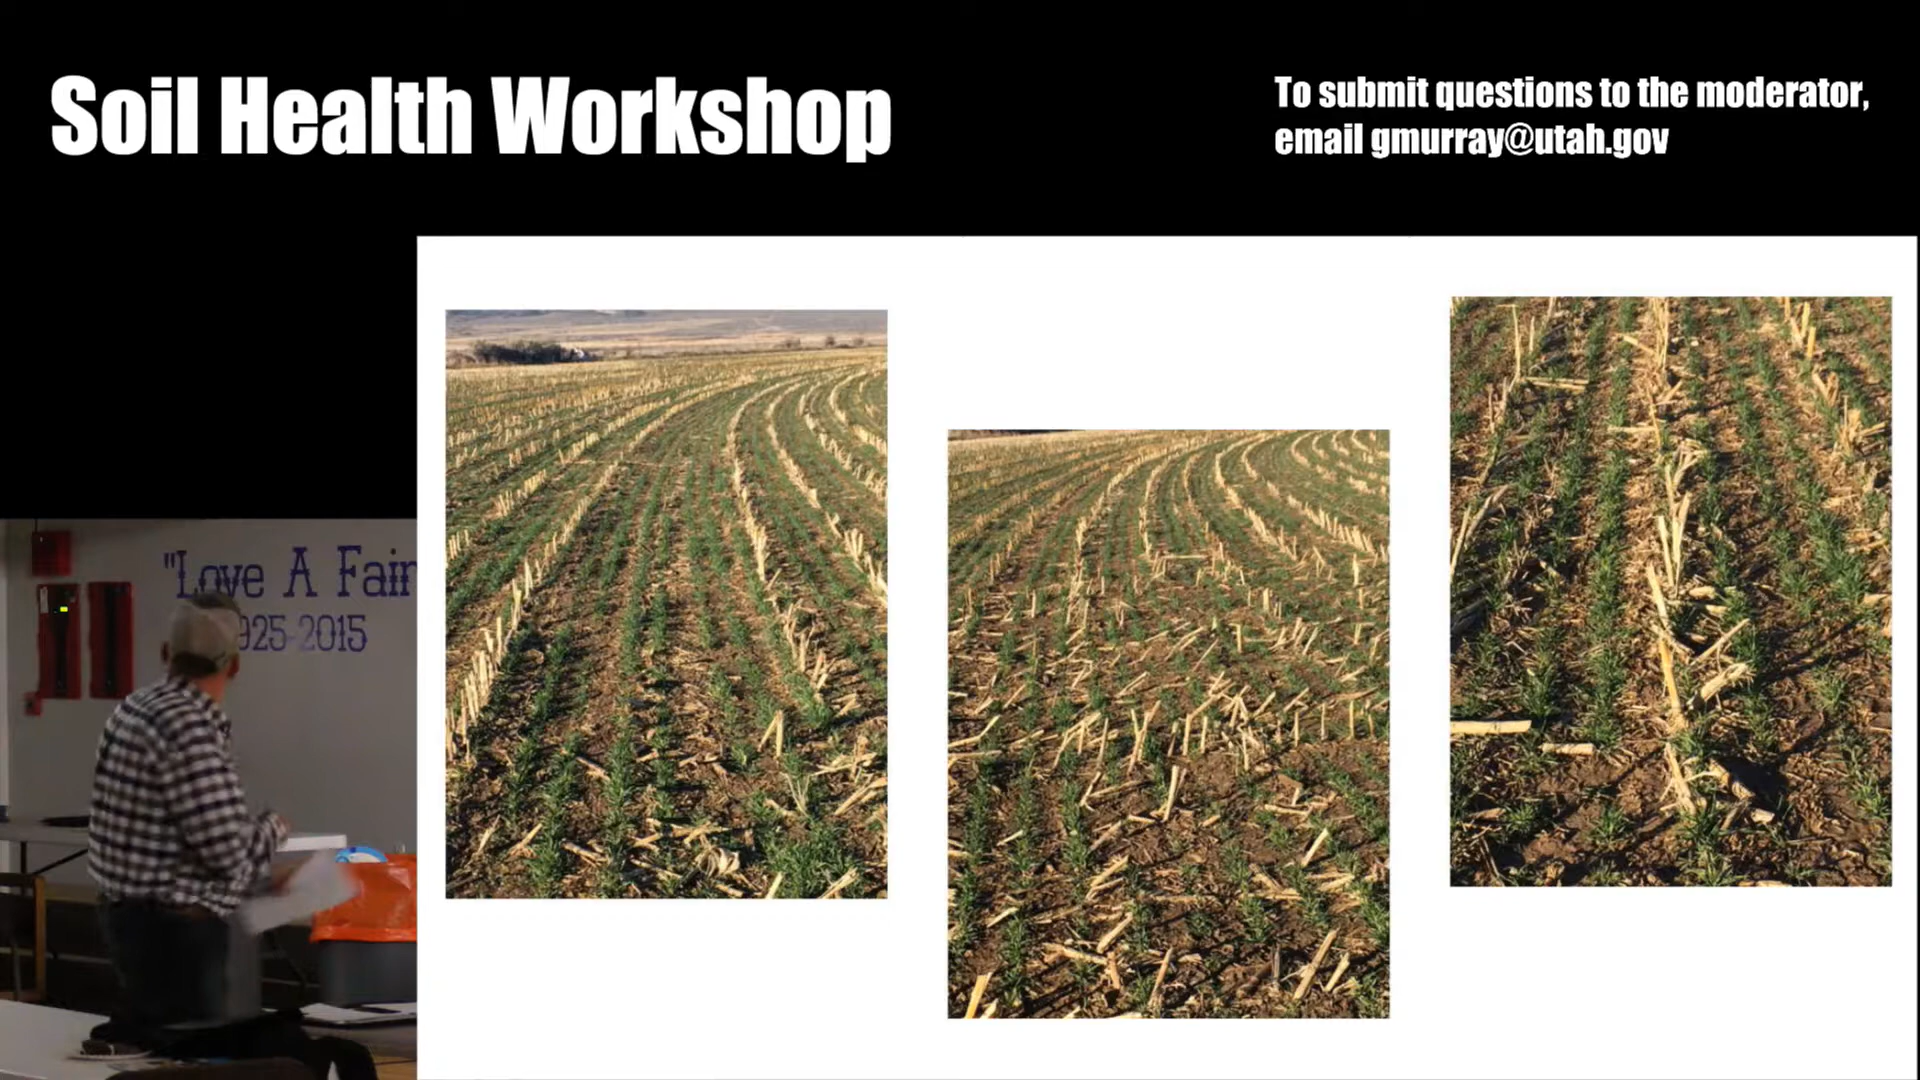 Soil Health Workshop
To submit questions to the moderator,
email gmurray@utah.gov
"Love A Fair
925-2015